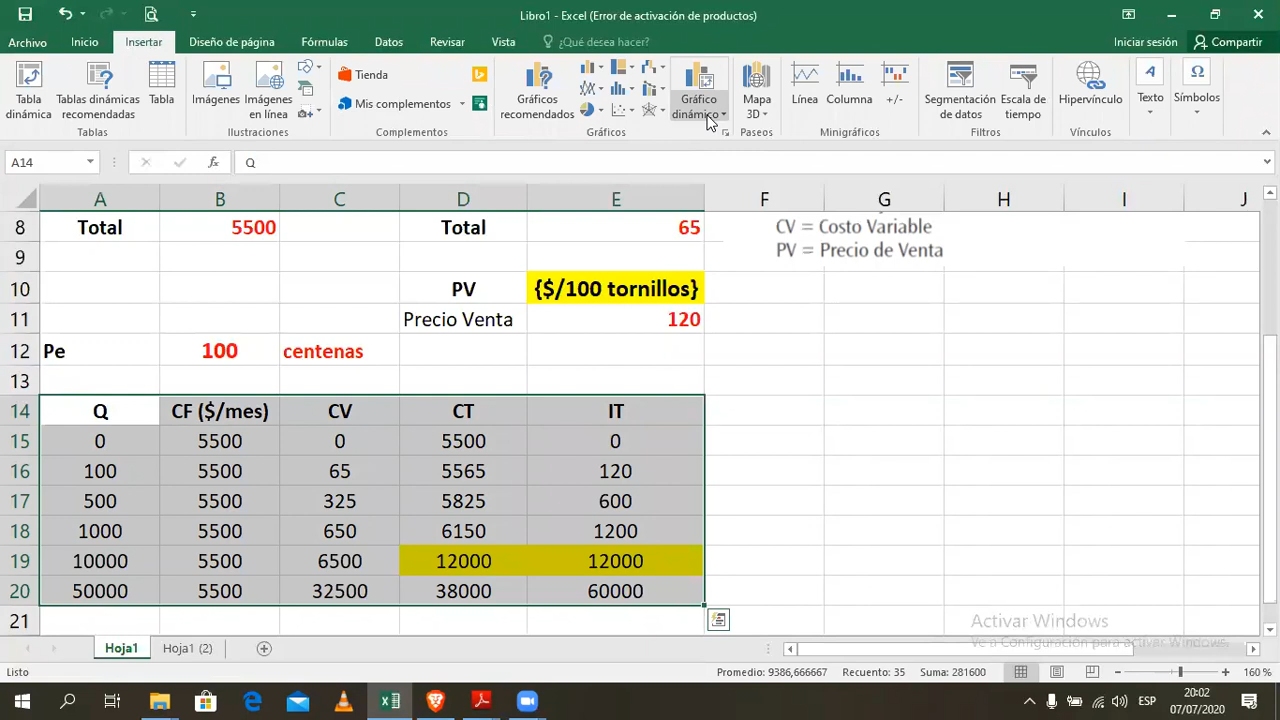 Libro1 - Excel (Error de activación de productos)
Archivo Inicio Insertar Diseño de página Fórmulas Datos Revisar Vista ¿Qué desea hacer? Iniciar sesión Compartir
Tabla dinámica
Tablas dinámicas recomendadas
Tabla
Tablas
Imágenes
Imágenes en línea
Ilustraciones
Tienda
Mis complementos
Complementos
Gráficos recomendados
Gráficos
Gráfico dinámico
Mapa 3D
Paseos
Línea
Columna
+/-
Minigráficos
Segmentación de datos
Escala de tiempo
Filtros
Hipervínculo
Vínculos
Texto
Símbolos
A14 fx Q
A B C D E F G H I J
8 Total 5500 Total 65 CV = Costo Variable
9 PV = Precio de Venta
10 PV {$/100 tornillos}
11 Precio Venta 120
12 Pe 100 centenas
13
14 Q CF ($/mes) CV CT IT
15 0 5500 0 5500 0
16 100 5500 65 5565 120
17 500 5500 325 5825 600
18 1000 5500 650 6150 1200
19 10000 5500 6500 12000 12000
20 50000 5500 32500 38000 60000
21
Activar Windows
Ve a Configuración para activar Windows.
Hoja1 Hoja1 (2)
Listo Promedio: 9386,666667 Recuento: 35 Suma: 281600 160 %
ESP 20:02
07/07/2020